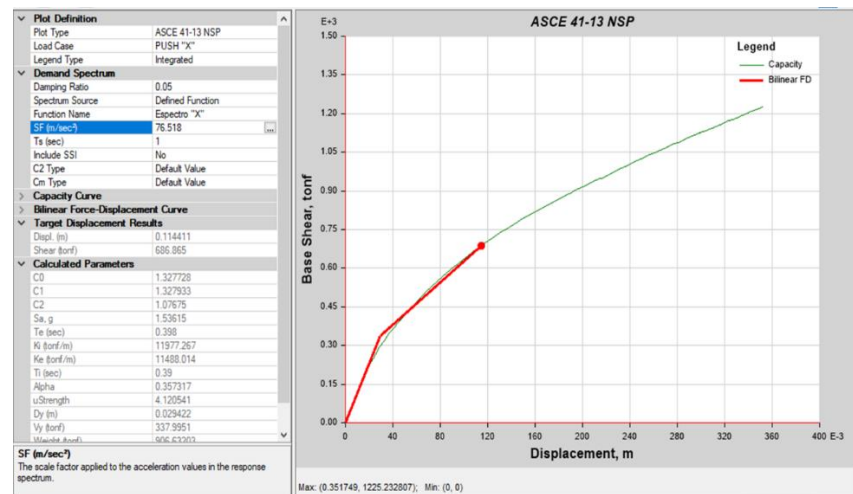 Plot Definition
Plot Type ASCE 41-13 NSP
Load Case PUSH "X"
Legend Type Integrated
Demand Spectrum
Damping Ratio 0.05
Spectrum Source Defined Function
Function Name Espectro "X"
SF (m/sec²) 76.518 ...
Ts (sec) 1
Include SSI No
C2 Type Default Value
Cm Type Default Value
Capacity Curve
Bilinear Force-Displacement Curve
Target Displacement Results
Displ. (m) 0.114411
Shear (tonf) 686.865
Calculated Parameters
C0 1.327728
C1 1.327933
C2 1.07675
Sa, g 1.53615
Te (sec) 0.398
Ki (tonf/m) 11977.267
Ke (tonf/m) 11488.014
Ti (sec) 0.39
Alpha 0.357317
uStrength 4.120541
Dy (m) 0.029422
Vy (tonf) 337.9951
Weight (tonf) 906.63203
SF (m/sec²)
The scale factor applied to the acceleration values in the response
spectrum.
ASCE 41-13 NSP
E+3
1.50
1.35
1.20
1.05
0.90
0.75
0.60
0.45
0.30
0.15
0.00
Base Shear, tonf
Legend
Capacity
Bilinear FD
0 40 80 120 160 200 240 280 320 360 400 E-3
Displacement, m
Max: (0.351749, 1225.232807); Min: (0, 0)